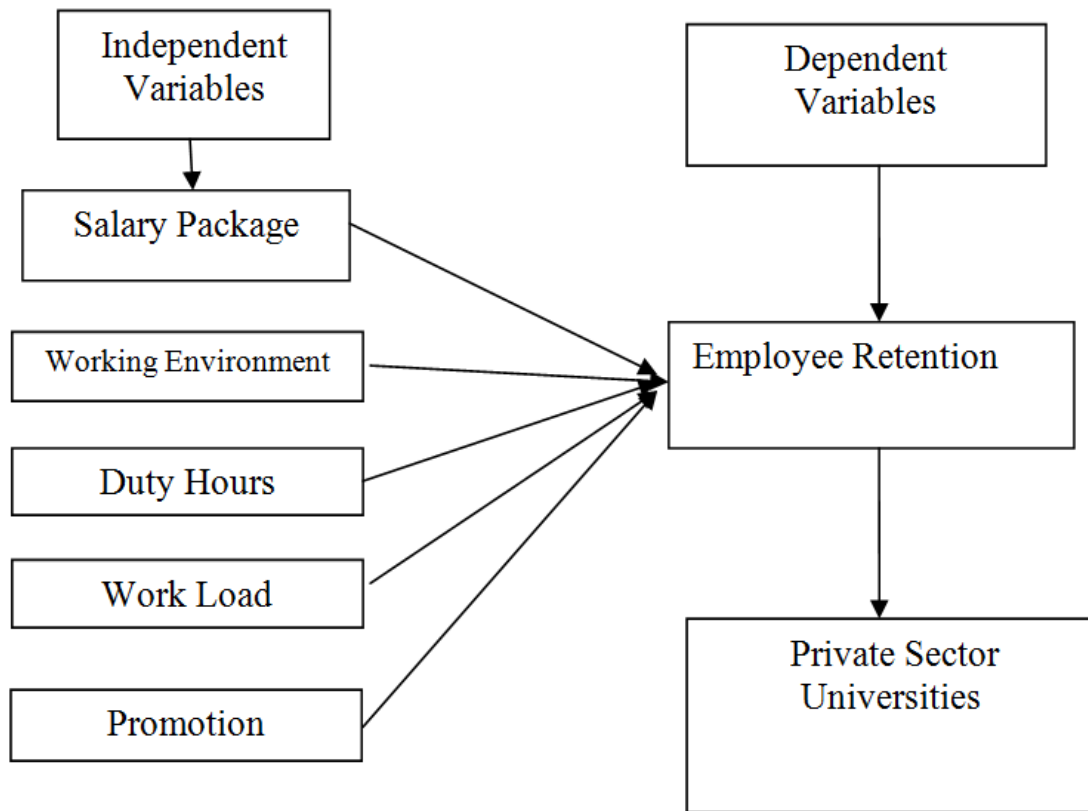 Independent
Variables
Dependent
Variables
Salary Package
Working Environment
Employee Retention
Duty Hours
Work Load
Private Sector
Universities
Promotion